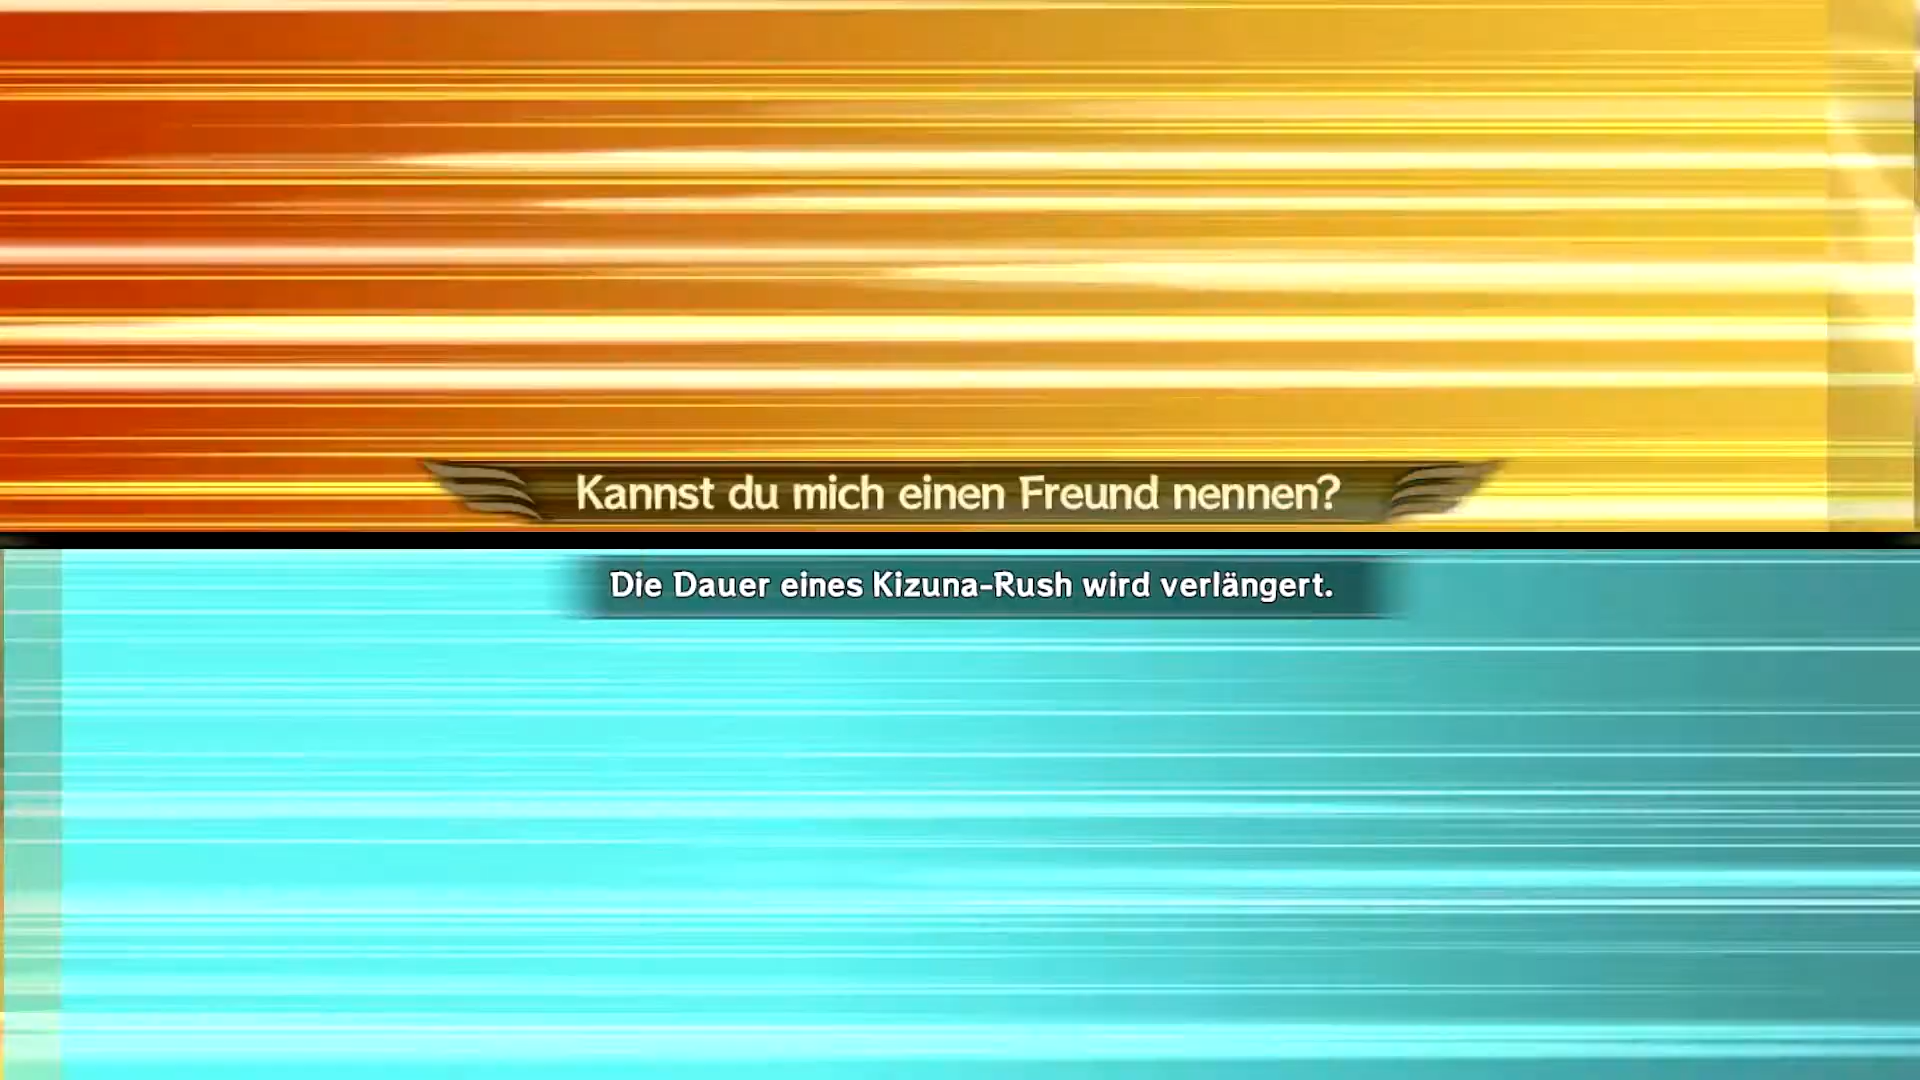 Kannst du mich einen Freund nennen?
Die Dauer eines Kizuna-Rush wird verlängert.